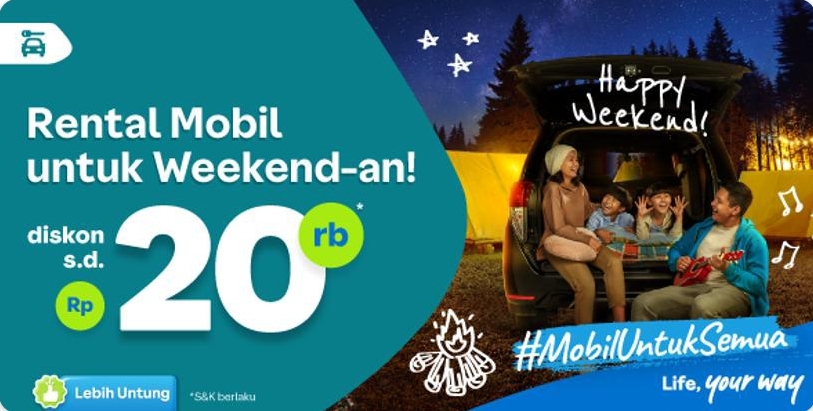 Rental Mobil
untuk Weekend-an!
diskon
s.d.
Rp
20
rb
*
Lebih Untung
*S&K berlaku
Happy
Weekend!
#MobilUntukSemua
Life, your way